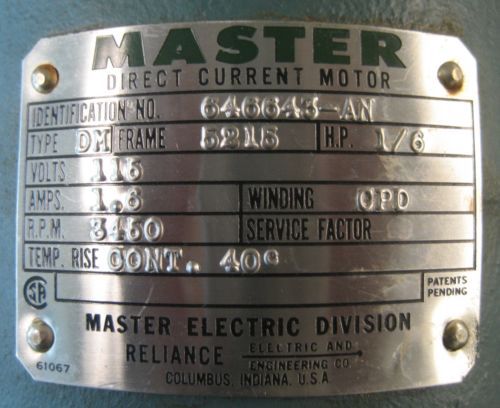 MASTER
DIRECT CURRENT MOTOR
IDENTIFICATION NO. 646643-AN
TYPE DM FRAME 5215 H.P. 1/6
VOLTS 115
AMPS. 1.6 WINDING CPD
R.P.M. 3450 SERVICE FACTOR
TEMP. RISE CONT. 40°
SA PATENTS PENDING
MASTER ELECTRIC DIVISION
RELIANCE ELECTRIC AND ENGINEERING CO.
61067 COLUMBUS, INDIANA, U.S.A.